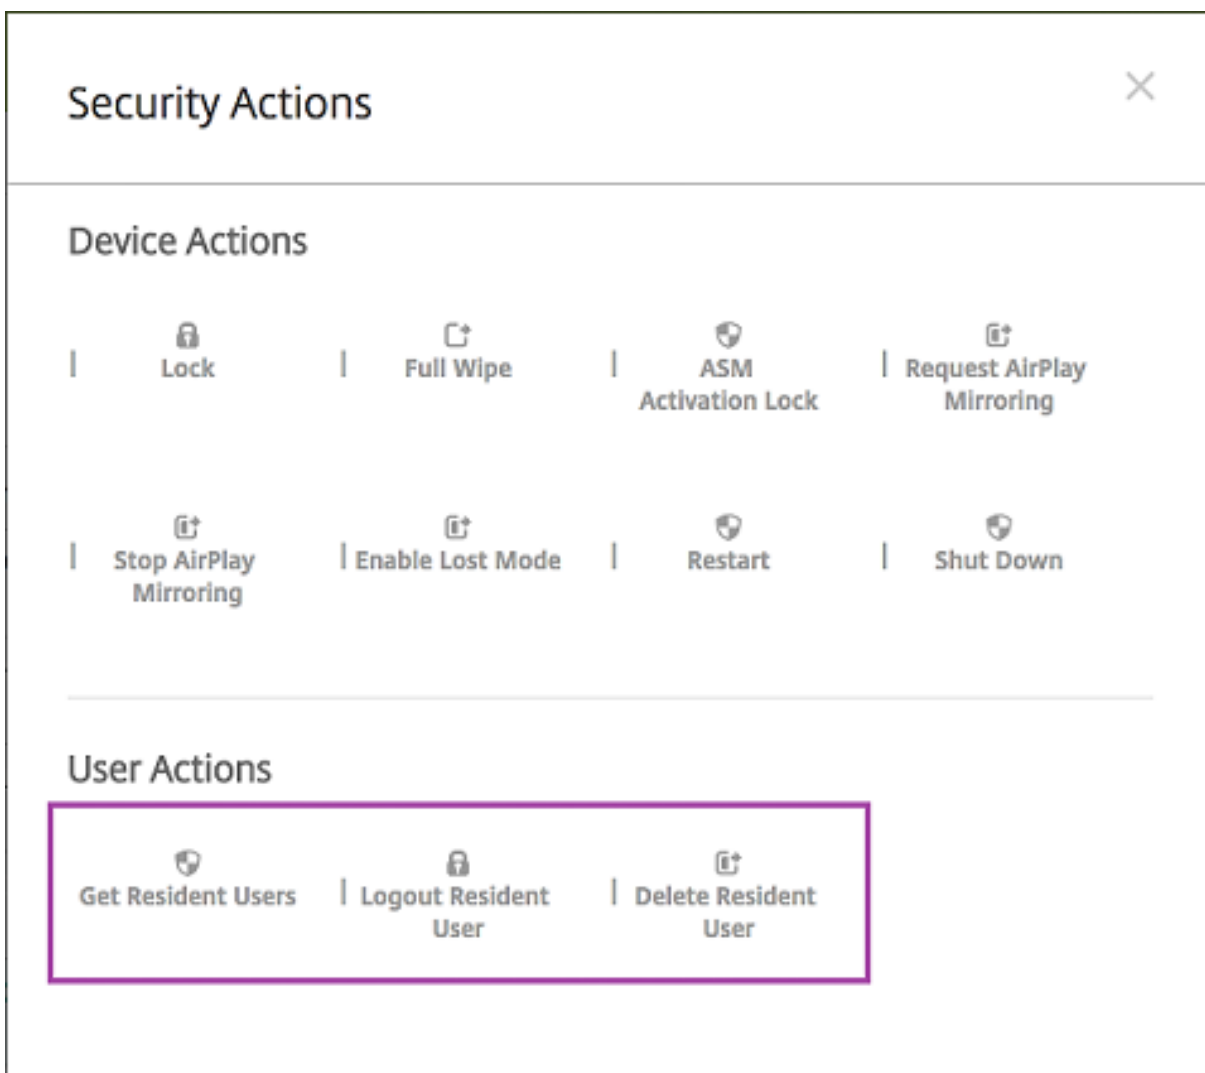 Security Actions
Device Actions
Lock
Full Wipe
ASM
Activation Lock
Request AirPlay
Mirroring
Stop AirPlay
Mirroring
Enable Lost Mode
Restart
Shut Down
User Actions
Get Resident Users
Logout Resident
User
Delete Resident
User